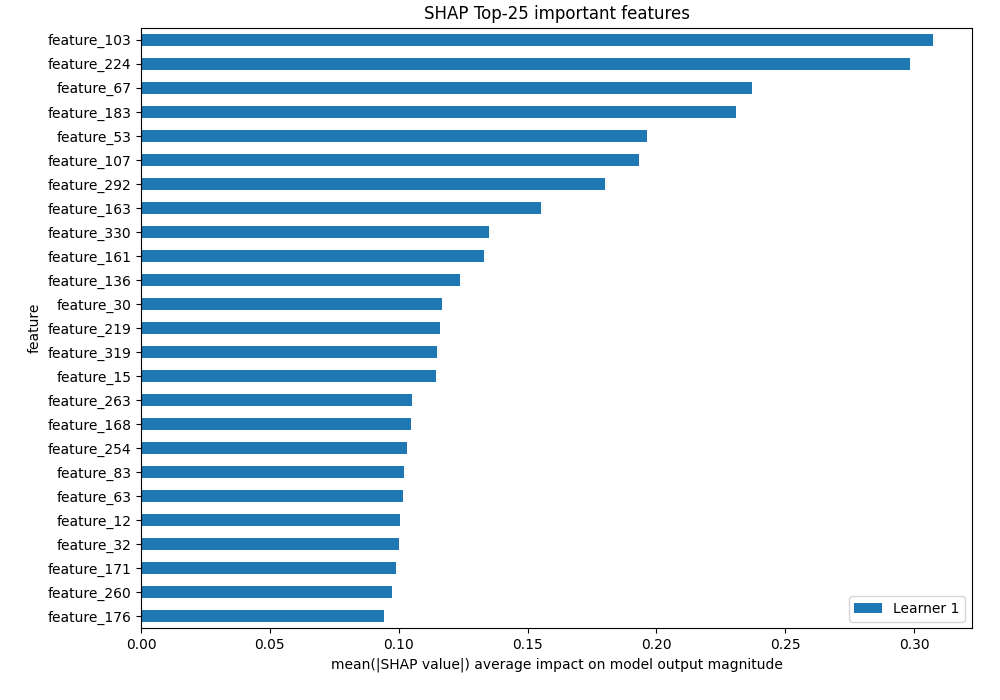 SHAP Top-25 important features
feature_103
feature_224
feature_67
feature_183
feature_53
feature_107
feature_292
feature_163
feature_330
feature_161
feature_136
feature_30
feature_219
feature_319
feature_15
feature_263
feature_168
feature_254
feature_83
feature_63
feature_12
feature_32
feature_171
feature_260
feature_176
feature
Learner 1
0.00 0.05 0.10 0.15 0.20 0.25 0.30
mean(|SHAP value|) average impact on model output magnitude